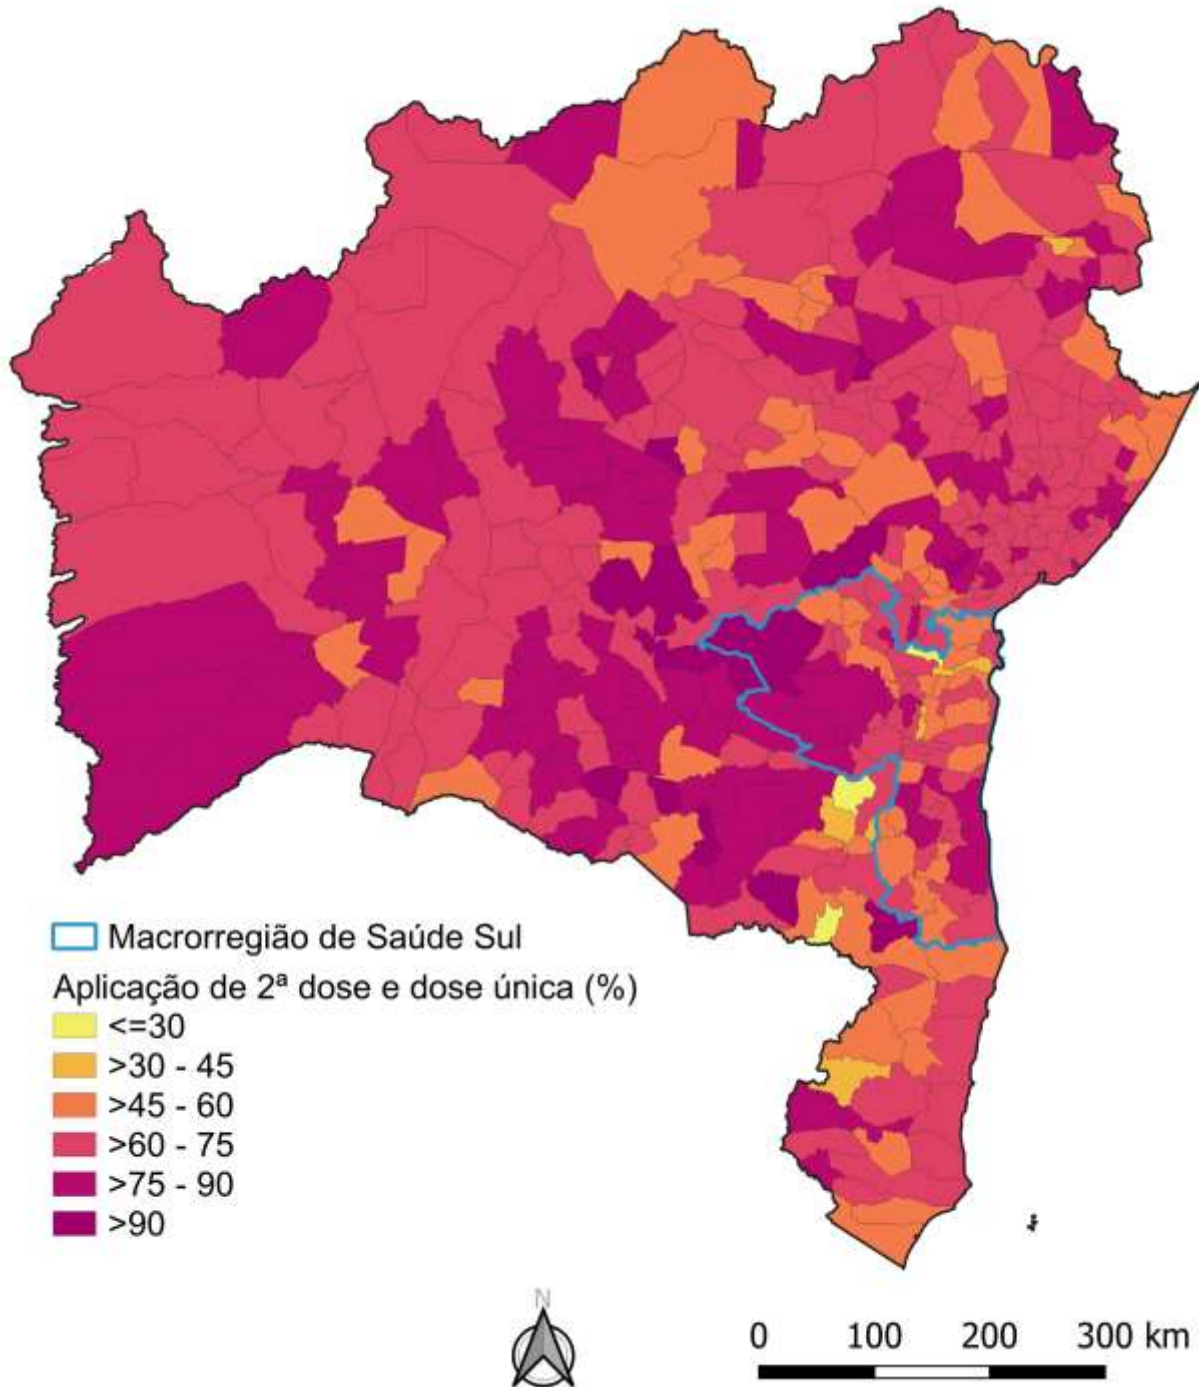 Macrorregião de Saúde Sul
Aplicação de 2ª dose e dose única (%)
<=30
>30 - 45
>45 - 60
>60 - 75
>75 - 90
>90
N
0 100 200 300 km